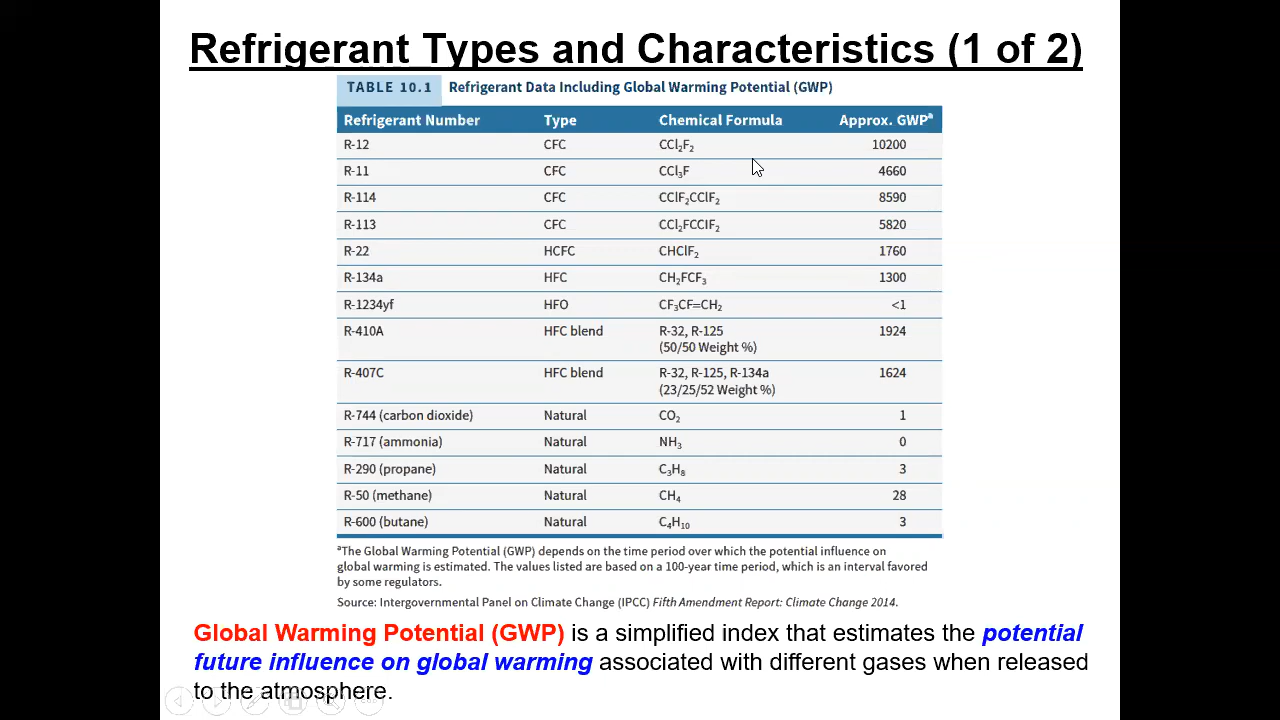 Refrigerant Types and Characteristics (1 of 2)
TABLE 10.1 Refrigerant Data Including Global Warming Potential (GWP)
Refrigerant Number Type Chemical Formula Approx. GWPᵃ
R-12 CFC CCl₂F₂ 10200
R-11 CFC CCl₃F 4660
R-114 CFC CClF₂CClF₂ 8590
R-113 CFC CCl₂FCClF₂ 5820
R-22 HCFC CHClF₂ 1760
R-134a HFC CH₂FCF₃ 1300
R-1234yf HFO CF₃CF=CH₂ <1
R-410A HFC blend R-32, R-125 1924
(50/50 Weight %)
R-407C HFC blend R-32, R-125, R-134a 1624
(23/25/52 Weight %)
R-744 (carbon dioxide) Natural CO₂ 1
R-717 (ammonia) Natural NH₃ 0
R-290 (propane) Natural C₃H₈ 3
R-50 (methane) Natural CH₄ 28
R-600 (butane) Natural C₄H₁₀ 3
ᵃThe Global Warming Potential (GWP) depends on the time period over which the potential influence on
global warming is estimated. The values listed are based on a 100-year time period, which is an interval favored
by some regulators.
Source: Intergovernmental Panel on Climate Change (IPCC) Fifth Amendment Report: Climate Change 2014.
Global Warming Potential (GWP) is a simplified index that estimates the potential
future influence on global warming associated with different gases when released
to the atmosphere.